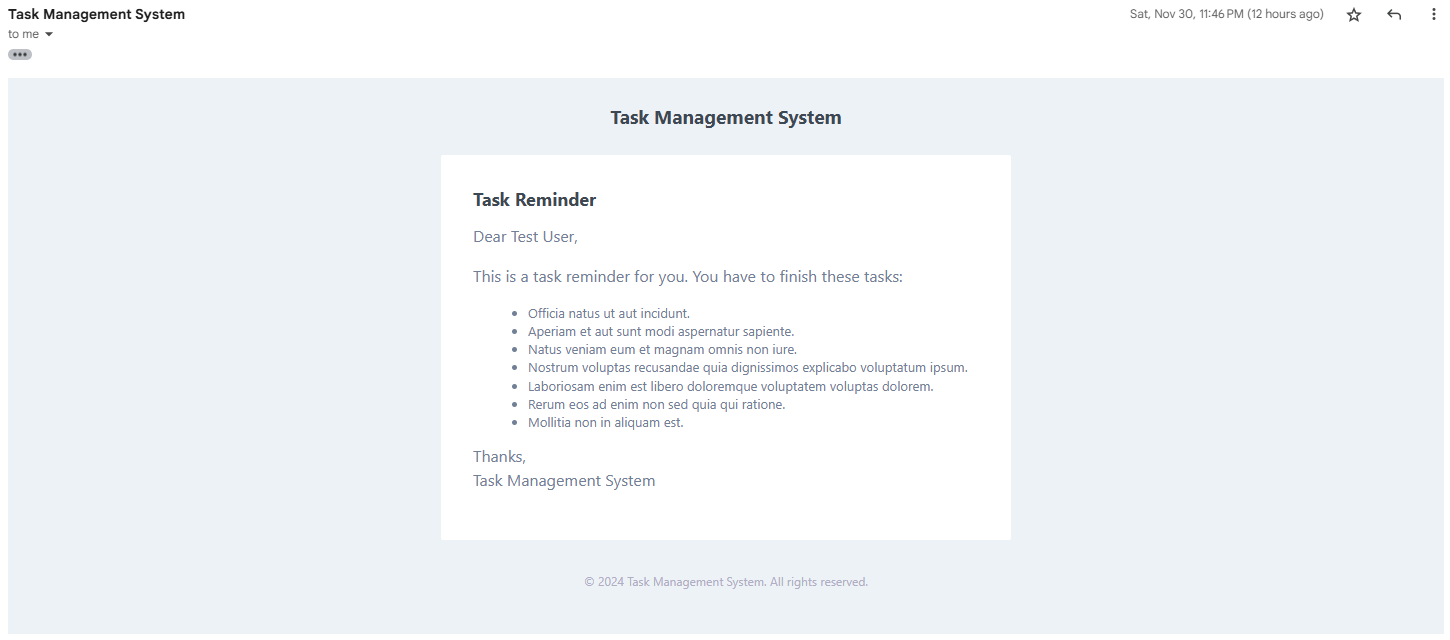 Task Management System
Sat, Nov 30, 11:46 PM (12 hours ago)
to me
Task Management System
Task Reminder
Dear Test User,
This is a task reminder for you. You have to finish these tasks:
Officia natus ut aut incidunt.
Aperiam et aut sunt modi aspernatur sapiente.
Natus veniam eum et magnam omnis non iure.
Nostrum voluptas recusandae quia dignissimos explicabo voluptatum ipsum.
Laboriosam enim est libero doloremque voluptatem voluptas dolorem.
Rerum eos ad enim non sed quia qui ratione.
Mollitia non in aliquam est.
Thanks,
Task Management System
© 2024 Task Management System. All rights reserved.